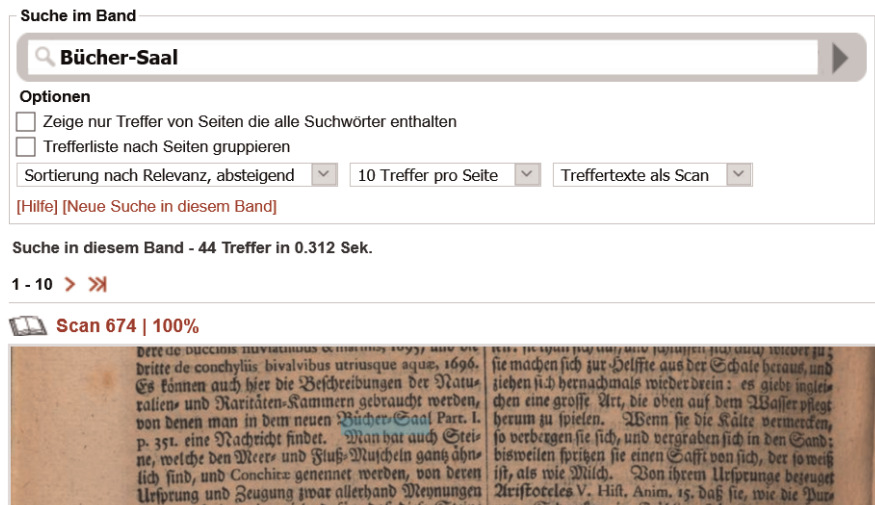 Suche im Band
Bücher-Saal
Optionen
Zeige nur Treffer von Seiten die alle Suchwörter enthalten
Trefferliste nach Seiten gruppieren
Sortierung nach Relevanz, absteigend
10 Treffer pro Seite
Treffertexte als Scan
[Hilfe] [Neue Suche in diesem Band]
Suche in diesem Band - 44 Treffer in 0.312 Sek.
1 - 10
Scan 674 | 100%
dritte de conchyliis bivalvibus utriusque aquæ, 1696.
Es können auch hier die Beschreibungen der Natu-
ralien- und Raritäten-Kammern gebraucht werden,
von denen man in dem neuen Bücher-Saal Part. I.
p. 351. eine Nachricht findet. Man hat auch Stei-
ne, welche den Meer- und Fluß-Muscheln gantz ähn-
lich sind, und Conchitæ genennet werden, von deren
Ursprung und Zeugung zwar allerhand Meynungen
sie machen sich zur Helffte aus der Schale heraus, und
ziehen sich hernachmals wieder drein: es giebt inglei-
chen eine grosse Art, die oben auf dem Wasser pflegt
herum zu spielen. Wenn sie die Kälte vermercken,
so verbergen sie sich, und vergraben sich in den Sand;
bisweilen spritzen sie einen Safft von sich, der so weiß
ist, als wie Milch. Von ihrem Ursprunge bezeuget
Aristoteles V. Hist. Anim. 15. daß sie, wie die Pur-